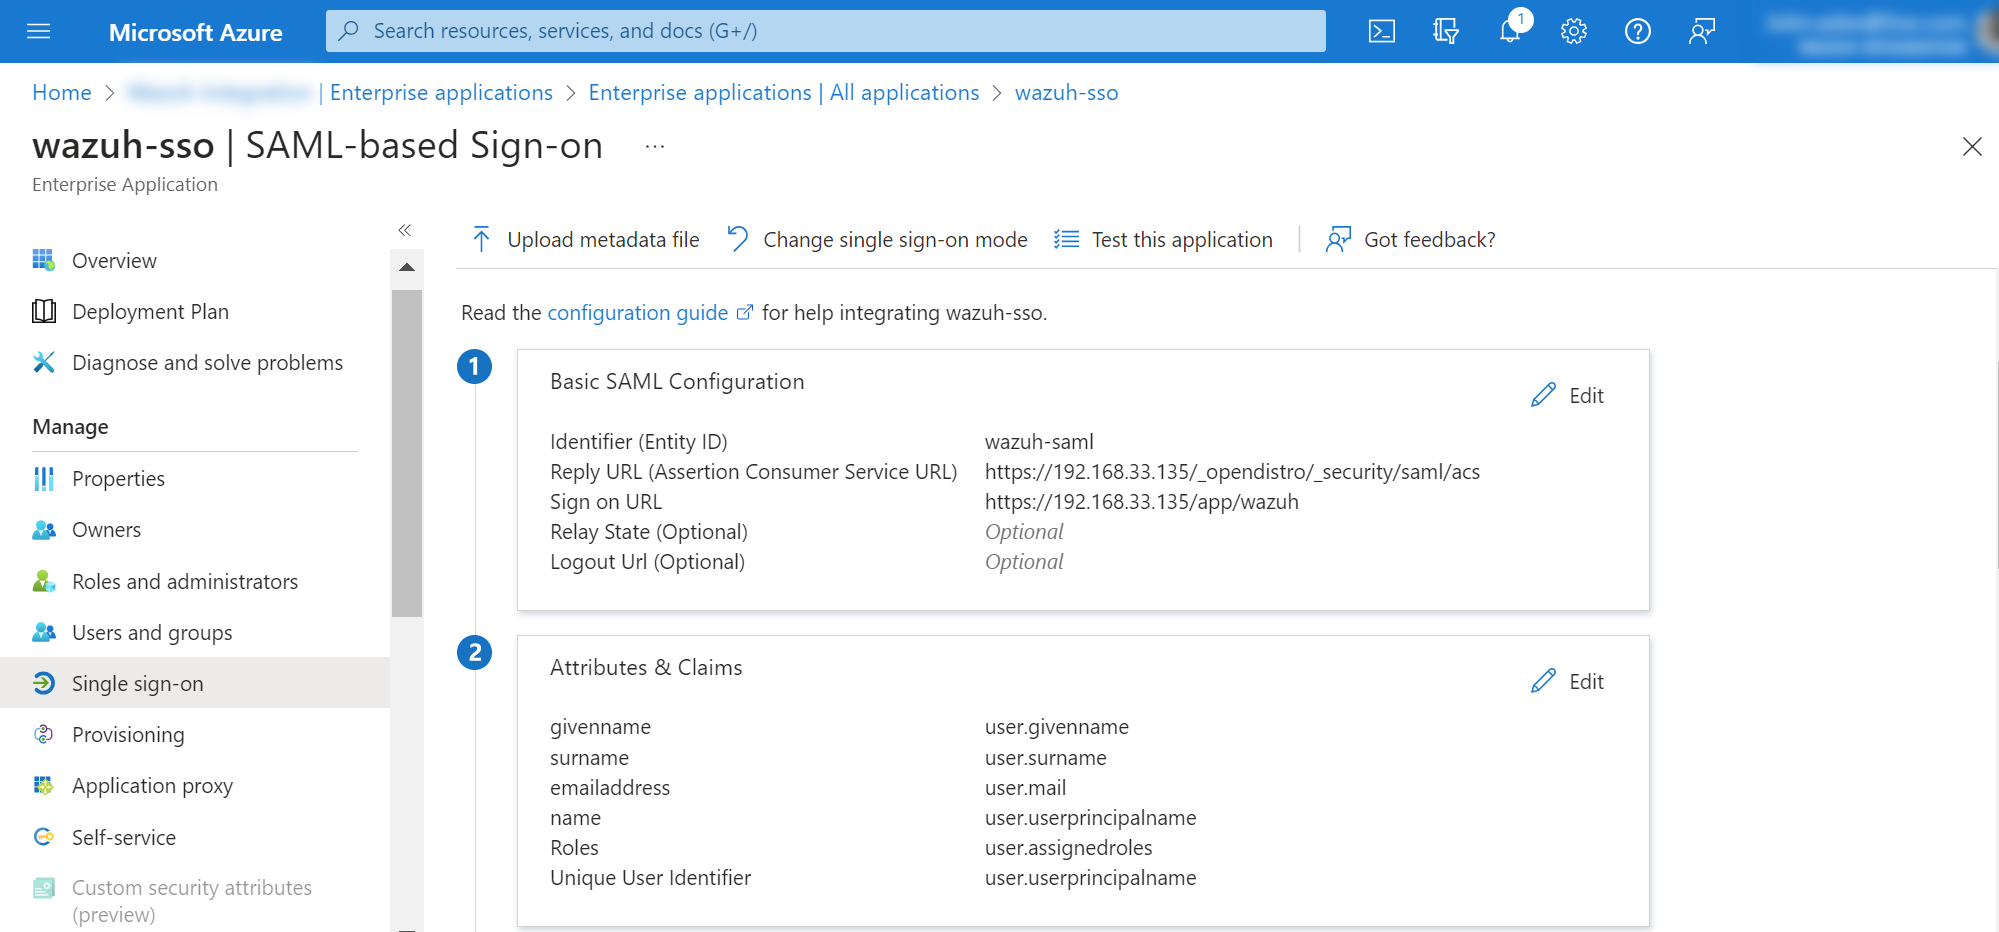 Microsoft Azure
Search resources, services, and docs (G+/)
1
Home > | Enterprise applications > Enterprise applications | All applications > wazuh-sso
wazuh-sso | SAML-based Sign-on ...
Enterprise Application
«
Overview
Deployment Plan
Diagnose and solve problems
Manage
Properties
Owners
Roles and administrators
Users and groups
Single sign-on
Provisioning
Application proxy
Self-service
Custom security attributes
(preview)
Upload metadata file Change single sign-on mode Test this application | Got feedback?
Read the configuration guide for help integrating wazuh-sso.
1
Basic SAML Configuration
Edit
Identifier (Entity ID) wazuh-saml
Reply URL (Assertion Consumer Service URL) https://192.168.33.135/_opendistro/_security/saml/acs
Sign on URL https://192.168.33.135/app/wazuh
Relay State (Optional) Optional
Logout Url (Optional) Optional
2
Attributes & Claims
Edit
givenname user.givenname
surname user.surname
emailaddress user.mail
name user.userprincipalname
Roles user.assignedroles
Unique User Identifier user.userprincipalname